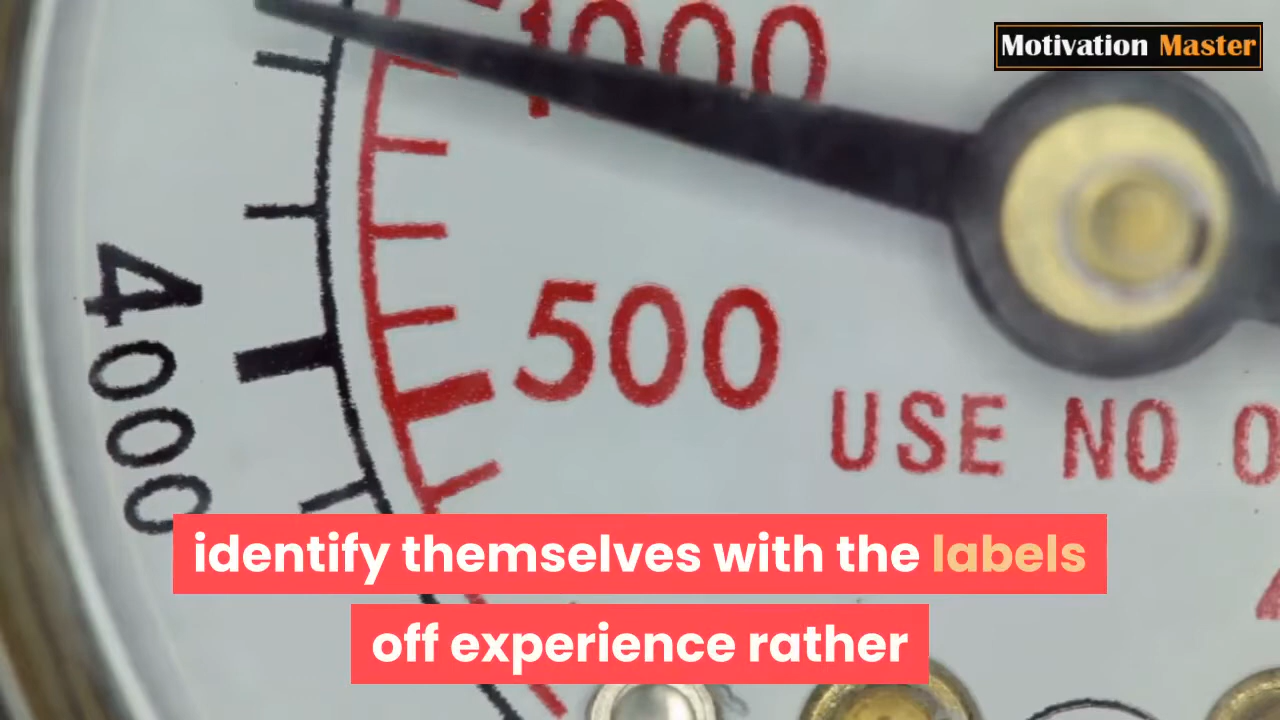 1000
Motivation Master
4000
500
USE NO
identify themselves with the labels
off experience rather